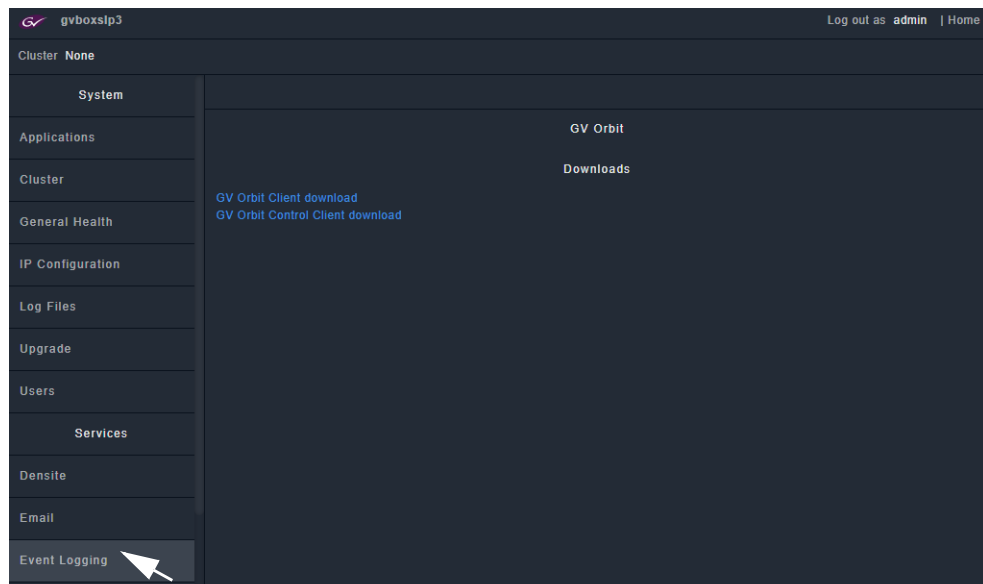 GV gvboxslp3
Log out as admin | Home
Cluster None
System
Applications
Cluster
General Health
IP Configuration
Log Files
Upgrade
Users
Services
Densite
Email
Event Logging
GV Orbit
Downloads
GV Orbit Client download
GV Orbit Control Client download